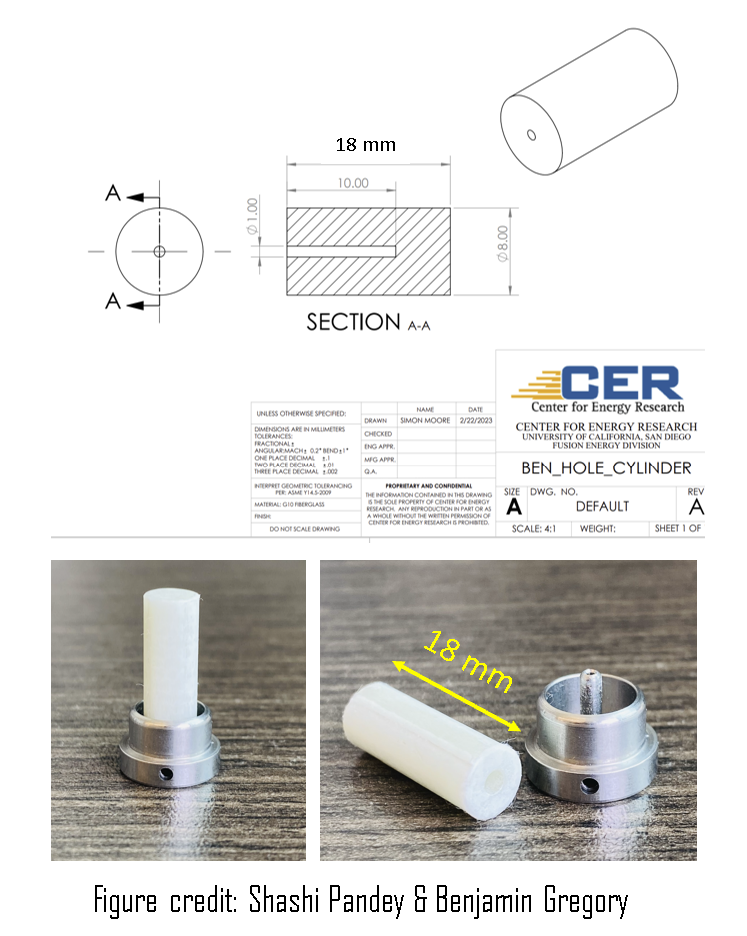 18 mm
10.00
A
∅1.00
∅8.00
A
SECTION A-A
CER
Center for Energy Research
CENTER FOR ENERGY RESEARCH
UNIVERSITY OF CALIFORNIA, SAN DIEGO
FUSION ENERGY DIVISION
BEN_HOLE_CYLINDER
SIZE DWG. NO. REV
A DEFAULT A
SCALE: 4:1 WEIGHT: SHEET 1 OF
UNLESS OTHERWISE SPECIFIED:
DIMENSIONS ARE IN MILLIMETERS
TOLERANCES:
FRACTIONAL ±
ANGULAR:MACH± 0.2° BEND±1°
ONE PLACE DECIMAL ±.1
TWO PLACE DECIMAL ±.01
THREE PLACE DECIMAL ±.002
INTERPRET GEOMETRIC TOLERANCING
PER: ASME Y14.5-2009
MATERIAL: G10 FIBERGLASS
FINISH:
DO NOT SCALE DRAWING
NAME DATE
DRAWN SIMON MOORE 2/22/2023
CHECKED
ENG APPR.
MFG APPR.
Q.A.
PROPRIETARY AND CONFIDENTIAL
THE INFORMATION CONTAINED IN THIS DRAWING
IS THE SOLE PROPERTY OF CENTER FOR ENERGY
RESEARCH. ANY REPRODUCTION IN PART OR AS
A WHOLE WITHOUT THE WRITTEN PERMISSION OF
CENTER FOR ENERGY RESEARCH IS PROHIBITED.
18 mm
Figure credit: Shashi Pandey & Benjamin Gregory